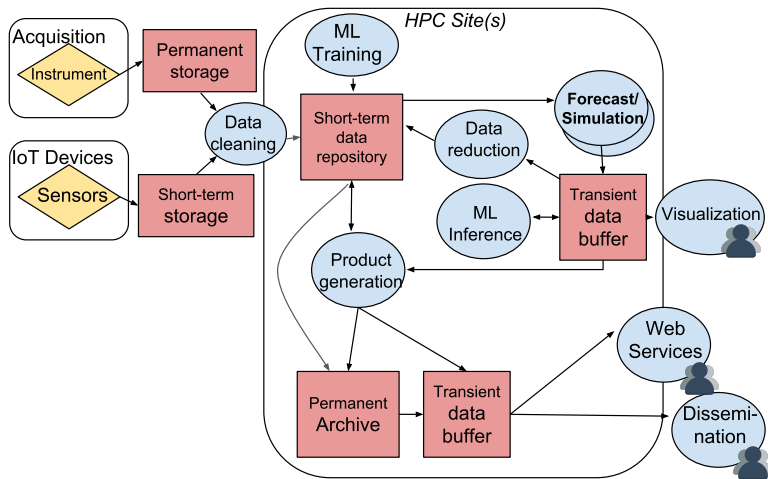 HPC Site(s)
Acquisition
Instrument
Permanent
storage
ML
Training
Forecast/
Simulation
Data
cleaning
Short-term
data
repository
Data
reduction
IoT Devices
Sensors
Short-term
storage
ML
Inference
Transient
data
buffer
Visualization
Product
generation
Web
Services
Permanent
Archive
Transient
data
buffer
Dissemi-
nation